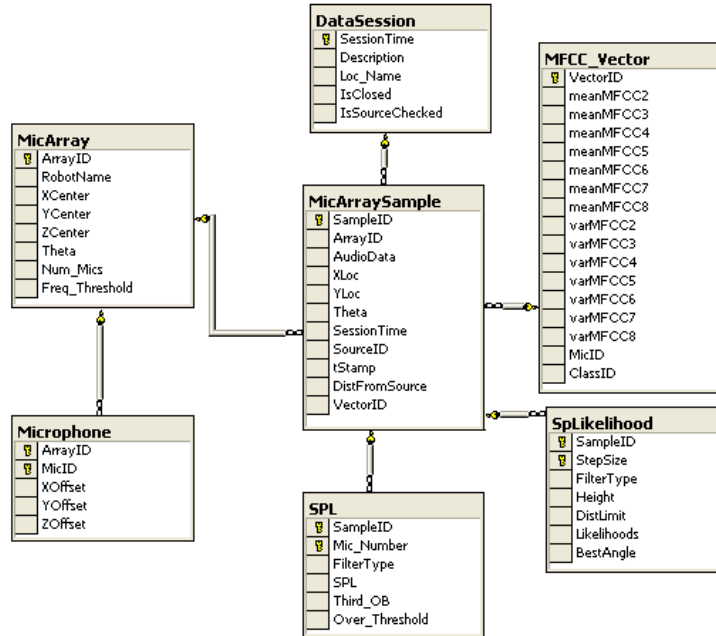 DataSession
SessionTime
Description
Loc_Name
IsClosed
IsSourceChecked
MFCC_Vector
VectorID
meanMFCC2
meanMFCC3
meanMFCC4
meanMFCC5
meanMFCC6
meanMFCC7
meanMFCC8
varMFCC2
varMFCC3
varMFCC4
varMFCC5
varMFCC6
varMFCC7
varMFCC8
MicID
ClassID
MicArray
ArrayID
RobotName
XCenter
YCenter
ZCenter
Theta
Num_Mics
Freq_Threshold
MicArraySample
SampleID
ArrayID
AudioData
XLoc
YLoc
Theta
SessionTime
SourceID
tStamp
DistFromSource
VectorID
Microphone
ArrayID
MicID
XOffset
YOffset
ZOffset
SpLikelihood
SampleID
StepSize
FilterType
Height
DistLimit
Likelihoods
BestAngle
SPL
SampleID
Mic_Number
FilterType
SPL
Third_OB
Over_Threshold